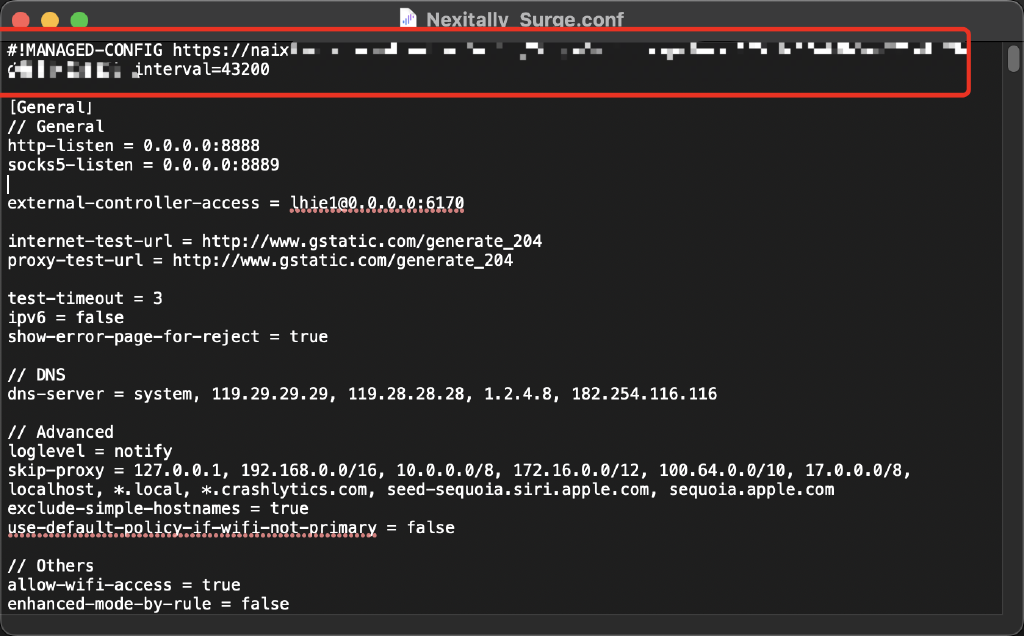 Nexitally_Surge.conf
#!MANAGED-CONFIG https://naix
interval=43200
[General]
// General
http-listen = 0.0.0.0:8888
socks5-listen = 0.0.0.0:8889
external-controller-access = lhie1@0.0.0.0:6170
internet-test-url = http://www.gstatic.com/generate_204
proxy-test-url = http://www.gstatic.com/generate_204
test-timeout = 3
ipv6 = false
show-error-page-for-reject = true
// DNS
dns-server = system, 119.29.29.29, 119.28.28.28, 1.2.4.8, 182.254.116.116
// Advanced
loglevel = notify
skip-proxy = 127.0.0.1, 192.168.0.0/16, 10.0.0.0/8, 172.16.0.0/12, 100.64.0.0/10, 17.0.0.0/8,
localhost, *.local, *.crashlytics.com, seed-sequoia.siri.apple.com, sequoia.apple.com
exclude-simple-hostnames = true
use-default-policy-if-wifi-not-primary = false
// Others
allow-wifi-access = true
enhanced-mode-by-rule = false